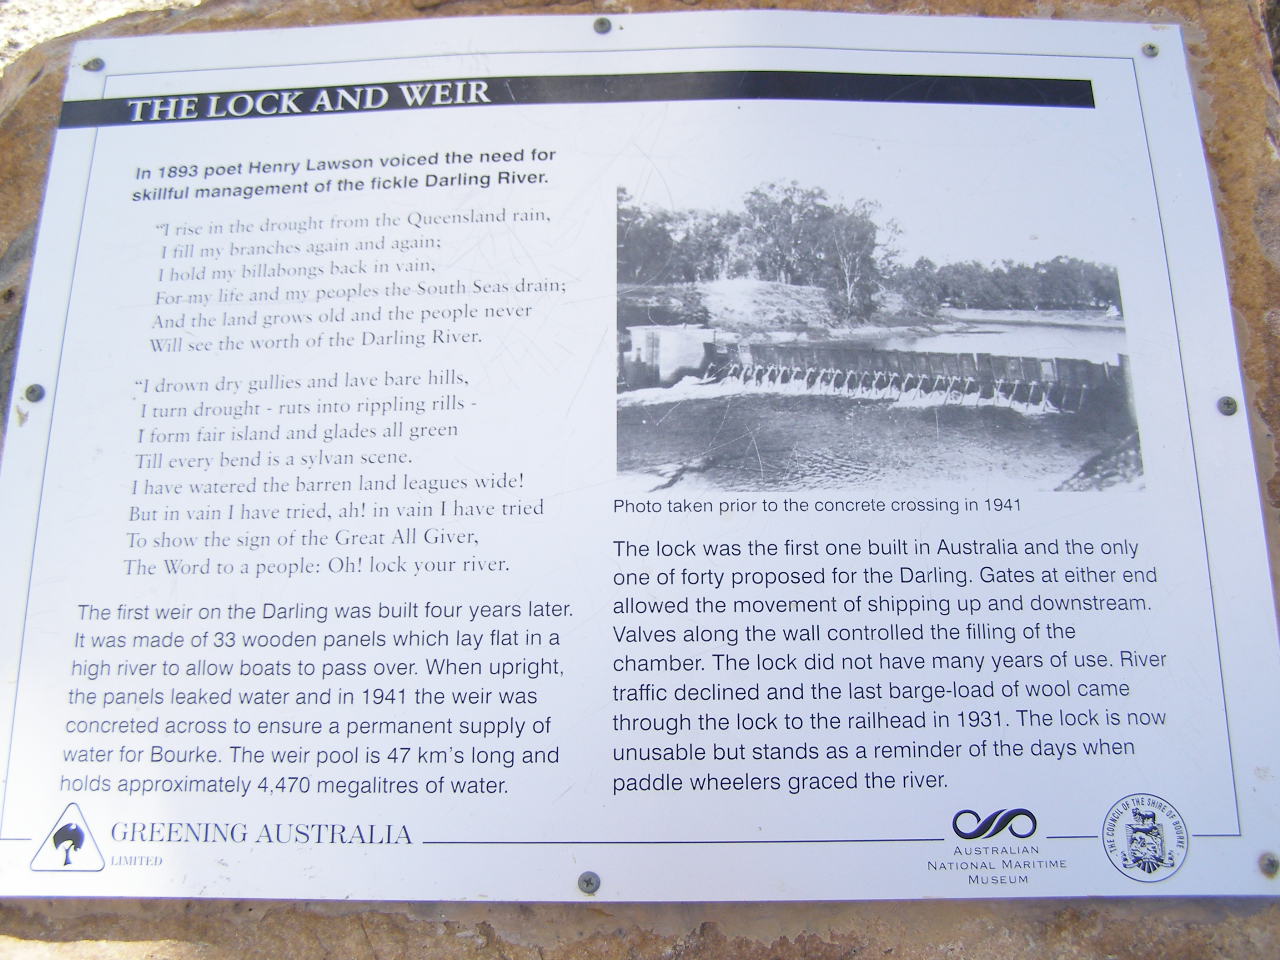 THE LOCK AND WEIR
In 1893 poet Henry Lawson voiced the need for
skillful management of the fickle Darling River.
"I rise in the drought from the Queensland rain,
I fill my branches again and again;
I hold my billabongs back in vain,
For my life and my peoples the South Seas drain;
And the land grows old and the people never
Will see the worth of the Darling River.
"I drown dry gullies and lave bare hills,
I turn drought - ruts into rippling rills -
I form fair island and glades all green
Till every bend is a sylvan scene.
I have watered the barren land leagues wide!
But in vain I have tried, ah! in vain I have tried
To show the sign of the Great All Giver,
The Word to a people: Oh! lock your river.
The first weir on the Darling was built four years later.
It was made of 33 wooden panels which lay flat in a
high river to allow boats to pass over. When upright,
the panels leaked water and in 1941 the weir was
concreted across to ensure a permanent supply of
water for Bourke. The weir pool is 47 km's long and
holds approximately 4,470 megalitres of water.
Photo taken prior to the concrete crossing in 1941
The lock was the first one built in Australia and the only
one of forty proposed for the Darling. Gates at either end
allowed the movement of shipping up and downstream.
Valves along the wall controlled the filling of the
chamber. The lock did not have many years of use. River
traffic declined and the last barge-load of wool came
through the lock to the railhead in 1931. The lock is now
unusable but stands as a reminder of the days when
paddle wheelers graced the river.
GREENING AUSTRALIA
LIMITED
AUSTRALIAN
NATIONAL MARITIME
MUSEUM
THE COUNCIL OF THE SHIRE OF BOURKE